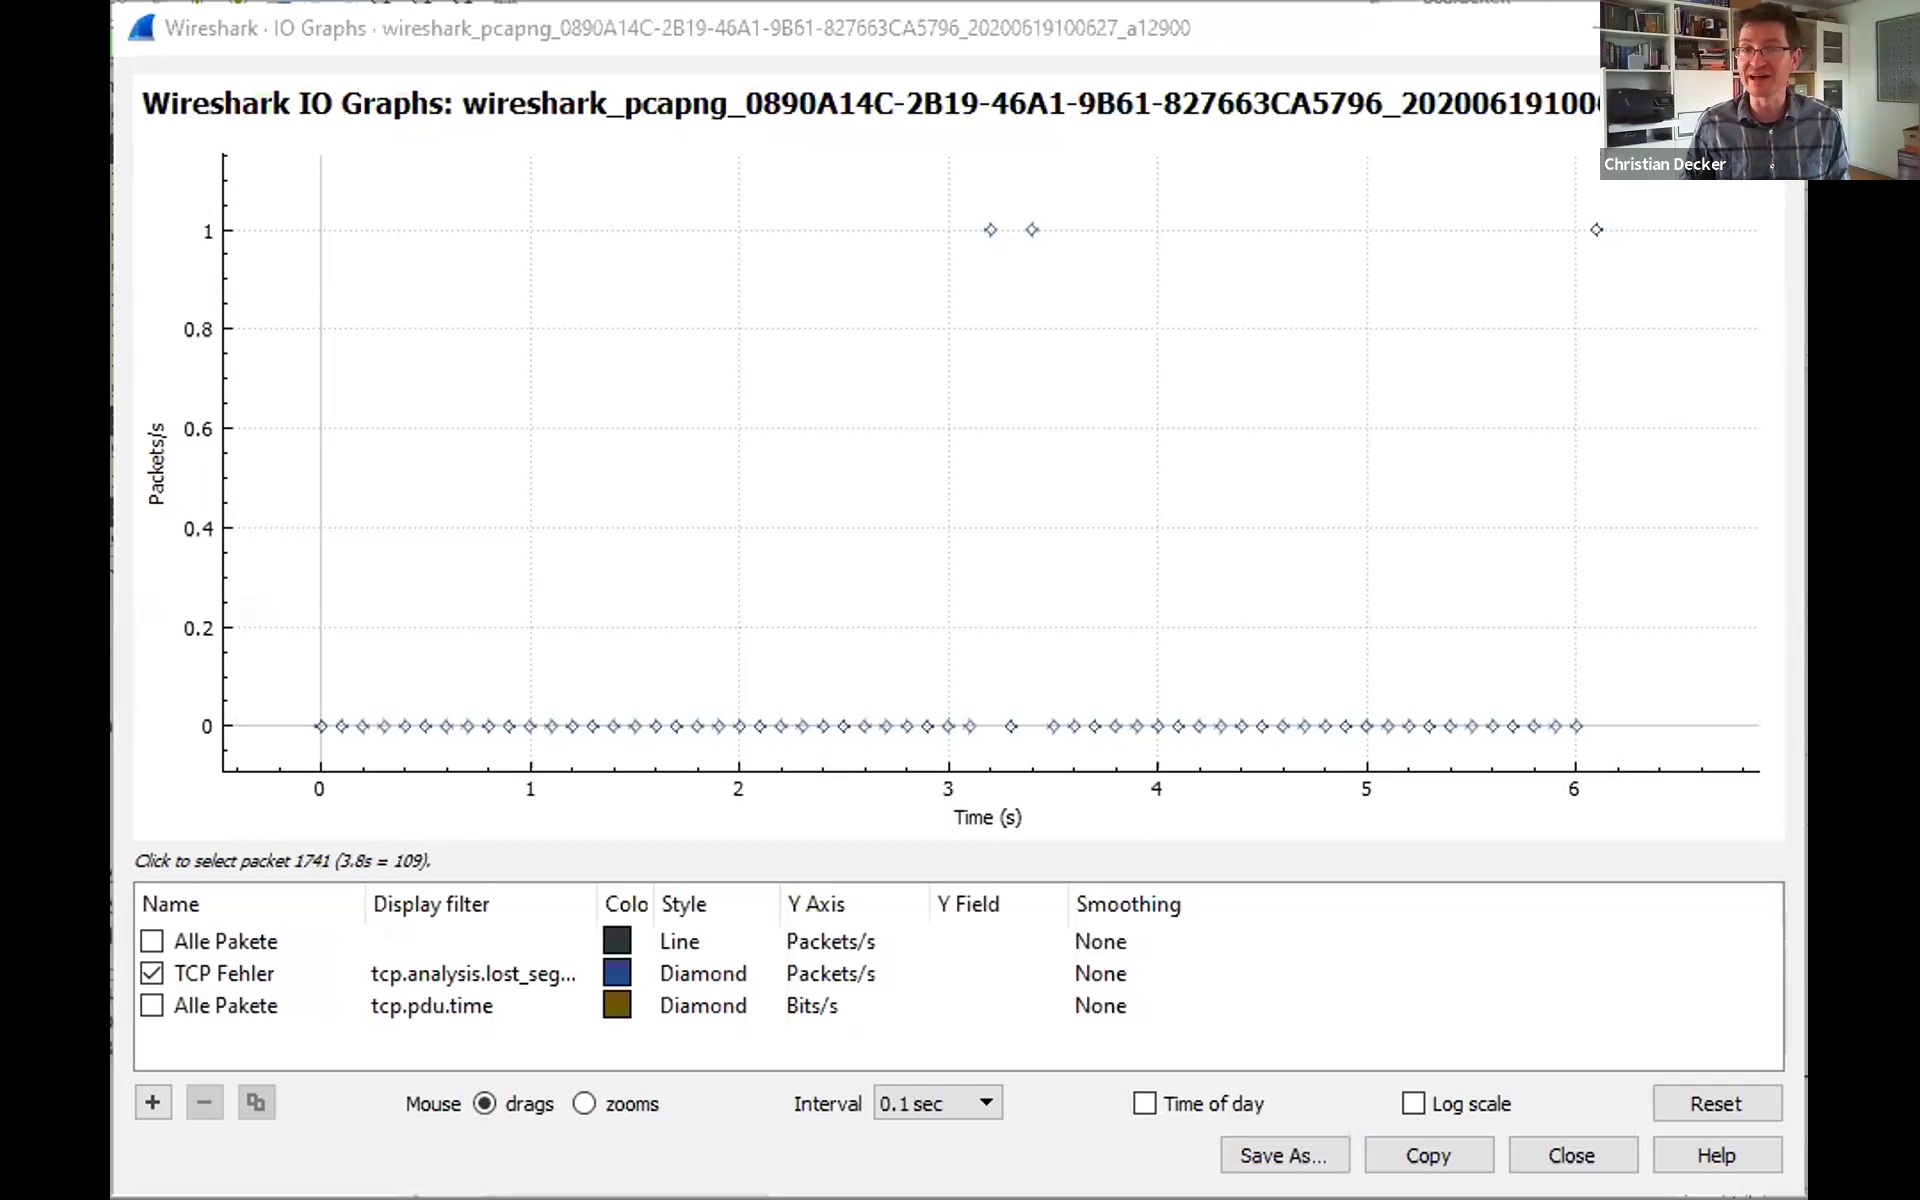 Wireshark · IO Graphs · wireshark_pcapng_0890A14C-2B19-46A1-9B61-827663CA5796_20200619100627_a12900
Wireshark IO Graphs: wireshark_pcapng_0890A14C-2B19-46A1-9B61-827663CA5796_2020061910
Christian Decker
1
0.8
0.6
0.4
0.2
0
Packets/s
0 1 2 3 4 5 6
Time (s)
Click to select packet 1741 (3.8s = 109).
Name Display filter Colo Style Y Axis Y Field Smoothing
Alle Pakete Line Packets/s None
TCP Fehler tcp.analysis.lost_seg... Diamond Packets/s None
Alle Pakete tcp.pdu.time Diamond Bits/s None
+ − Mouse drags zooms Interval 0.1 sec Time of day Log scale Reset
Save As... Copy Close Help